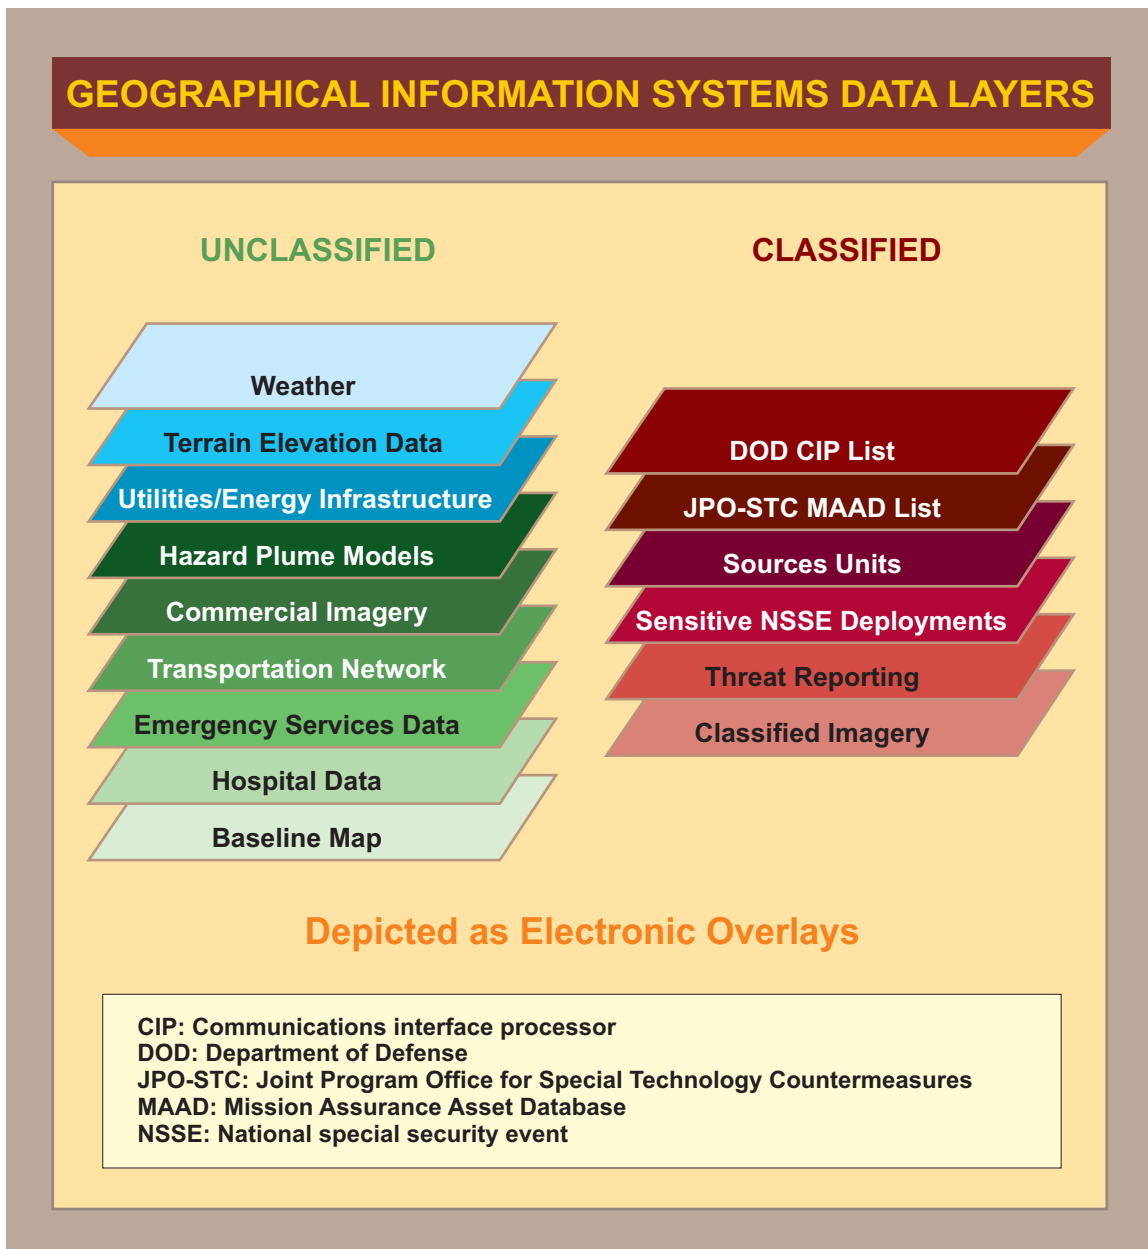 GEOGRAPHICAL INFORMATION SYSTEMS DATA LAYERS
UNCLASSIFIED
Weather
Terrain Elevation Data
Utilities/Energy Infrastructure
Hazard Plume Models
Commercial Imagery
Transportation Network
Emergency Services Data
Hospital Data
Baseline Map
CLASSIFIED
DOD CIP List
JPO-STC MAAD List
Sources Units
Sensitive NSSE Deployments
Threat Reporting
Classified Imagery
Depicted as Electronic Overlays
CIP: Communications interface processor
DOD: Department of Defense
JPO-STC: Joint Program Office for Special Technology Countermeasures
MAAD: Mission Assurance Asset Database
NSSE: National special security event